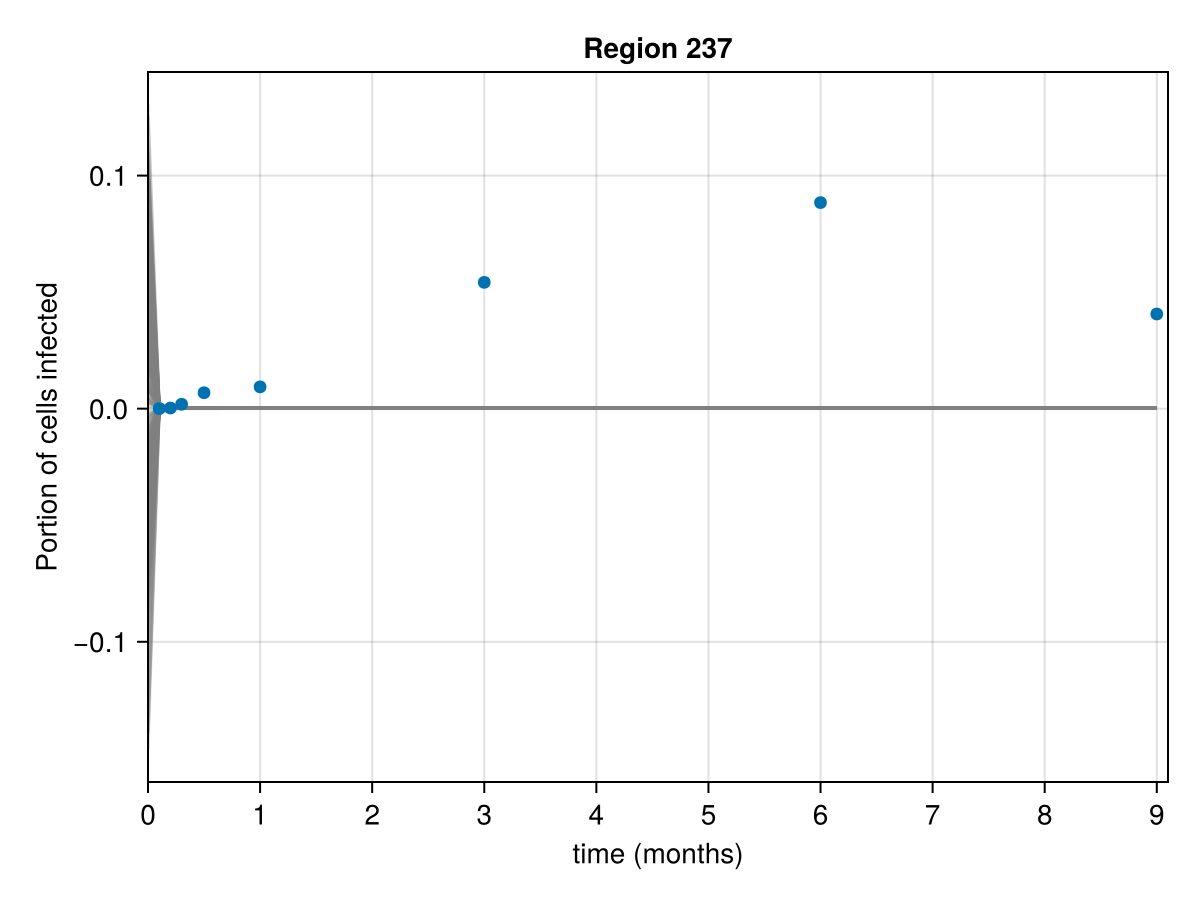 Region 237
Portion of cells infected
0.1
0.0
−0.1
0 1 2 3 4 5 6 7 8 9
time (months)